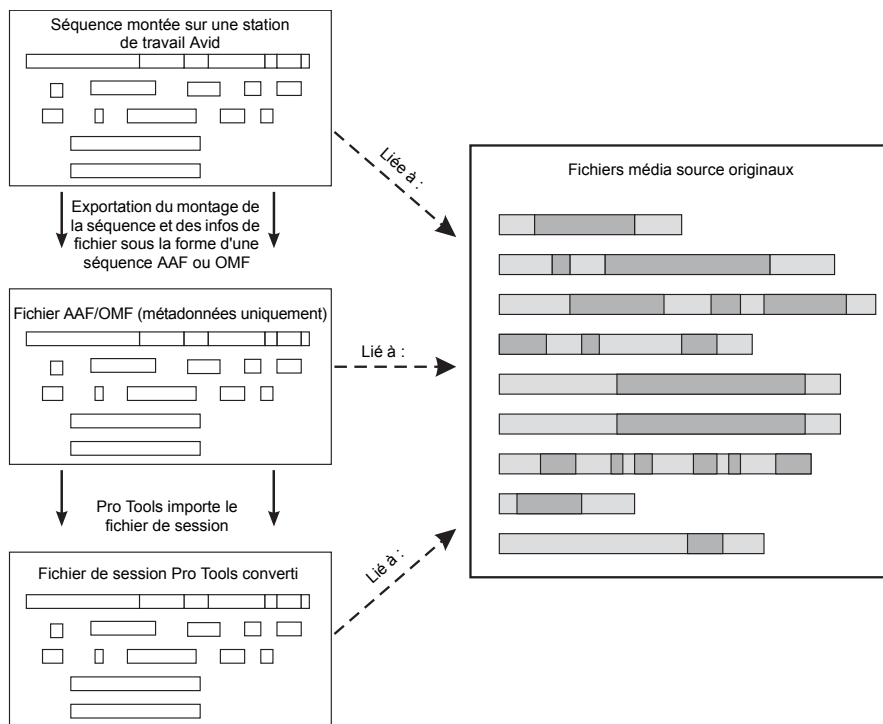 Séquence montée sur une station
de travail Avid
Liée à :
Fichiers média source originaux
Exportation du montage de
la séquence et des infos de
fichier sous la forme d'une
séquence AAF ou OMF
Fichier AAF/OMF (métadonnées uniquement)
Lié à :
Pro Tools importe le
fichier de session
Lié à :
Fichier de session Pro Tools converti